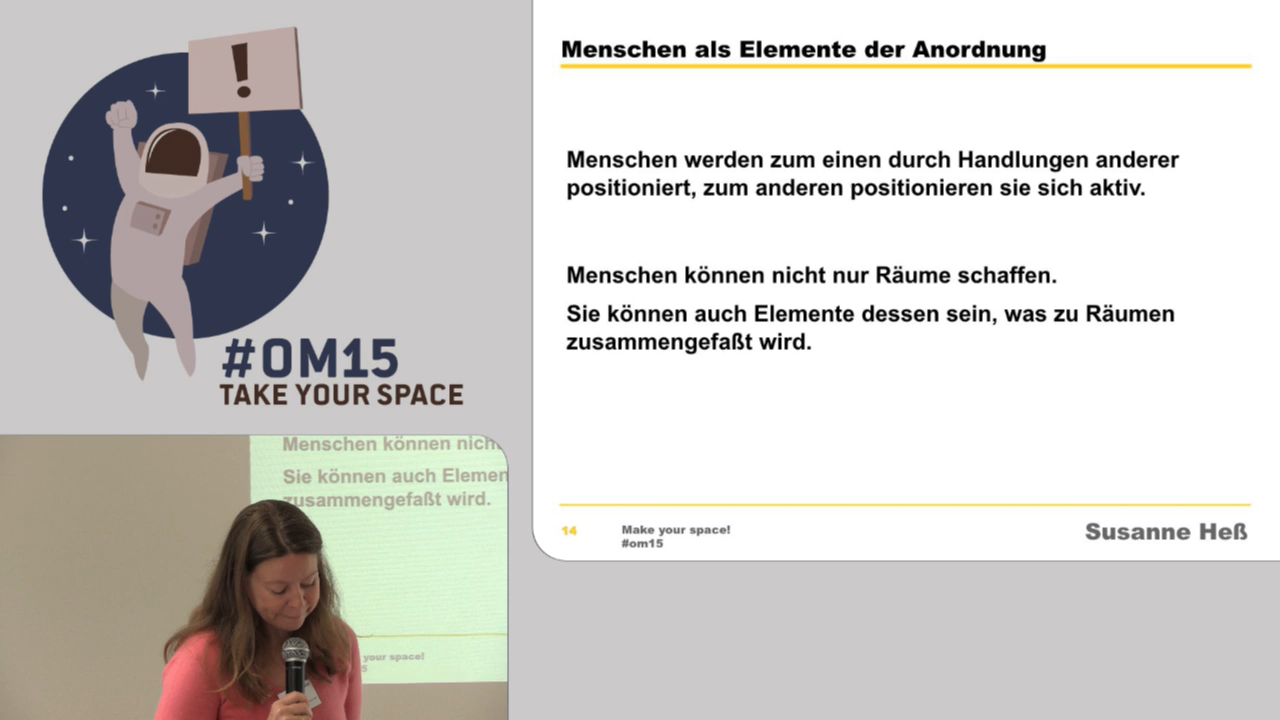 !
#OM15
TAKE YOUR SPACE
Menschen als Elemente der Anordnung
Menschen werden zum einen durch Handlungen anderer
positioniert, zum anderen positionieren sie sich aktiv.
Menschen können nicht nur Räume schaffen.
Sie können auch Elemente dessen sein, was zu Räumen
zusammengefaßt wird.
14
Make your space!
#om15
Susanne Heß
Menschen können nich
Sie können auch Elemen
zusammengefaßt wird.
your space!
5